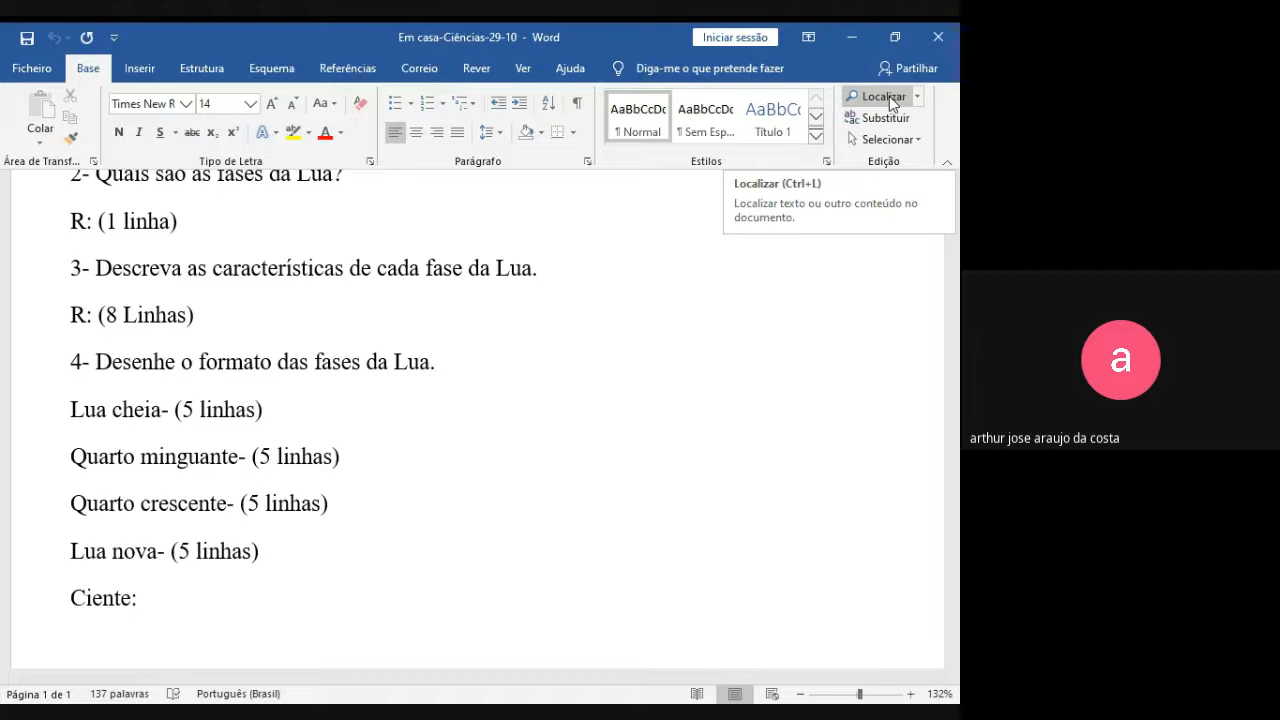 Em casa-Ciências-29-10 - Word
Iniciar sessão
Ficheiro Base Inserir Estrutura Esquema Referências Correio Rever Ver Ajuda Diga-me o que pretende fazer Partilhar
Colar
Times New R 14
Aa
N I S abc x₂ x²
A A
AaBbCcDc AaBbCcDc AaBbCc
¶ Normal ¶ Sem Esp... Título 1
Localizar
Substituir
Selecionar
Área de Transf... Tipo de Letra Parágrafo Estilos Edição
Localizar (Ctrl+L)
Localizar texto ou outro conteúdo no
documento.
2- Quais são as fases da Lua?
R: (1 linha)
3- Descreva as características de cada fase da Lua.
R: (8 Linhas)
4- Desenhe o formato das fases da Lua.
Lua cheia- (5 linhas)
Quarto minguante- (5 linhas)
Quarto crescente- (5 linhas)
Lua nova- (5 linhas)
Ciente:
a
arthur jose araujo da costa
Página 1 de 1 137 palavras Português (Brasil) 132%